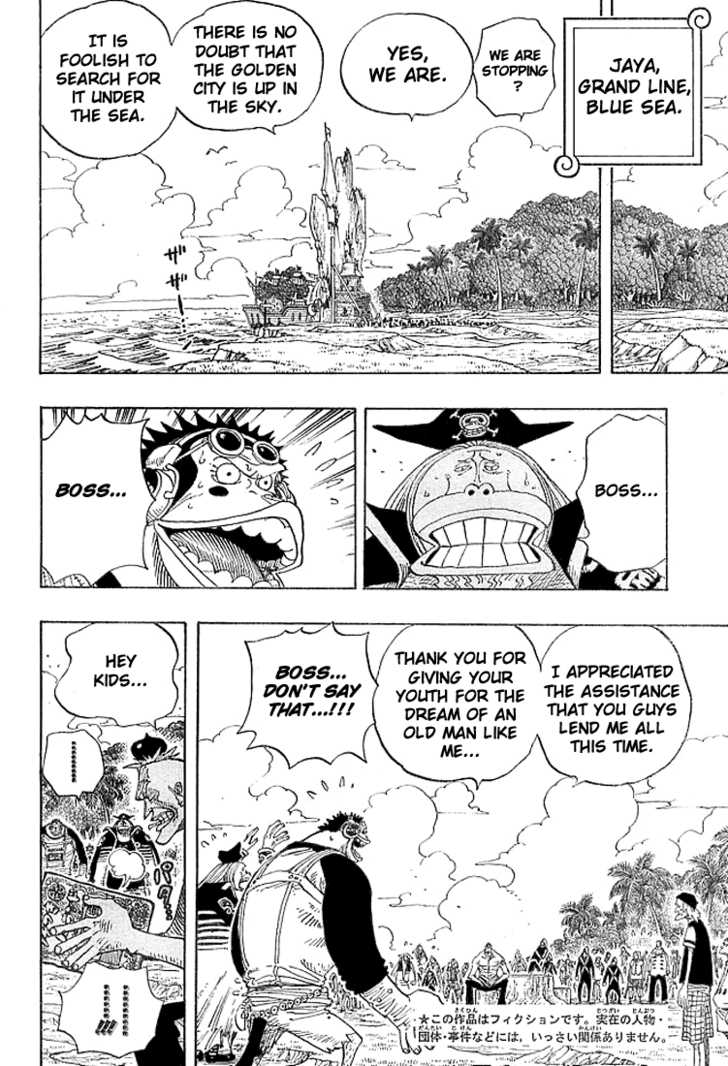 JAYA,
GRAND LINE,
BLUE SEA.
WE ARE
STOPPING
?
YES,
WE ARE.
THERE IS NO
DOUBT THAT
THE GOLDEN
CITY IS UP IN
THE SKY.
IT IS
FOOLISH TO
SEARCH FOR
IT UNDER
THE SEA.
ザ
ザ
BOSS...
BOSS...
I APPRECIATED
THE ASSISTANCE
THAT YOU GUYS
LEND ME ALL
THIS TIME.
THANK YOU FOR
GIVING YOUR
YOUTH FOR THE
DREAM OF AN
OLD MAN LIKE
ME...
BOSS...
DON'T SAY
THAT...!!!
★この作品はフィクションです。実在の人物・
団体・事件などには、いっさい関係ありません。
HEY
KIDS...
!!!